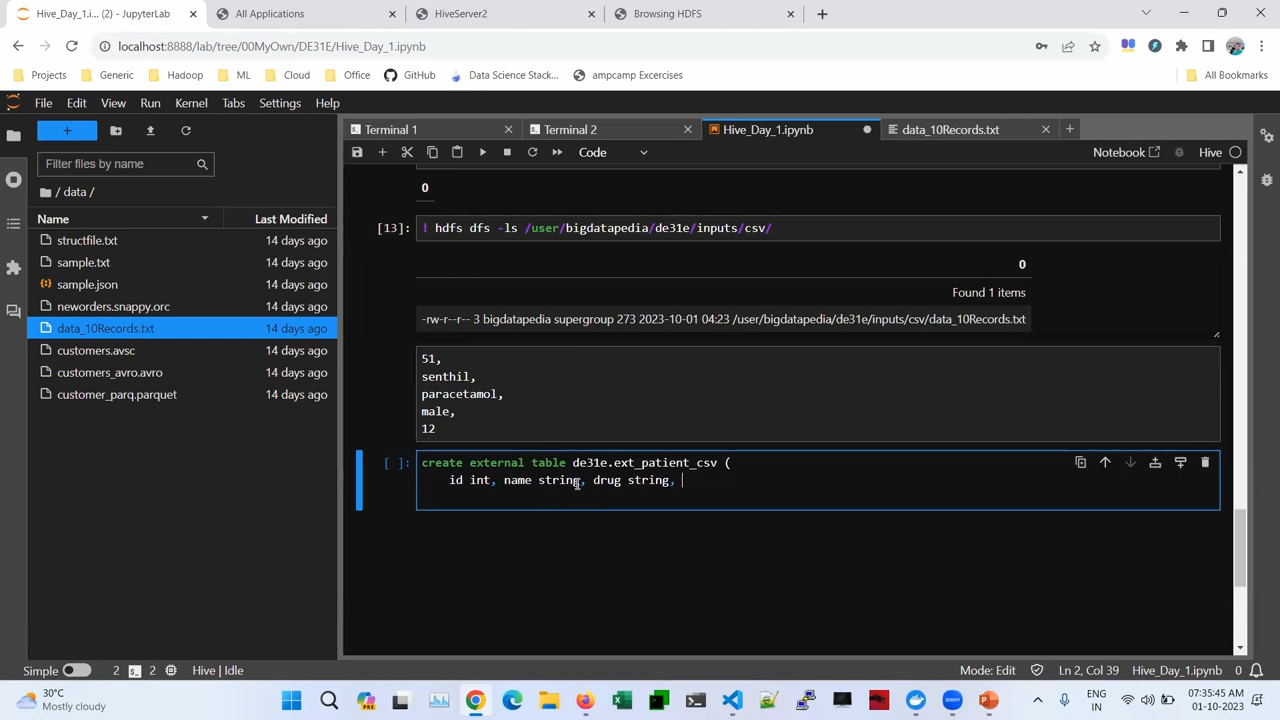 Hive_Day_1.i... (2) - JupyterLab
All Applications
HiveServer2
Browsing HDFS
localhost:8888/lab/tree/00MyOwn/DE31E/Hive_Day_1.ipynb
Projects
Generic
Hadoop
ML
Cloud
Office
GitHub
Data Science Stack...
ampcamp Excercises
All Bookmarks
File
Edit
View
Run
Kernel
Tabs
Settings
Help
Terminal 1
Terminal 2
Hive_Day_1.ipynb
data_10Records.txt
Filter files by name
Code
Notebook
Hive
/ data /
Name
Last Modified
structfile.txt 14 days ago
sample.txt 14 days ago
sample.json 14 days ago
neworders.snappy.orc 14 days ago
data_10Records.txt 14 days ago
customers.avsc 14 days ago
customers_avro.avro 14 days ago
customer_parq.parquet 14 days ago
0
[13]: ! hdfs dfs -ls /user/bigdatapedia/de31e/inputs/csv/
0
Found 1 items
-rw-r--r-- 3 bigdatapedia supergroup 273 2023-10-01 04:23 /user/bigdatapedia/de31e/inputs/csv/data_10Records.txt
51,
senthil,
paracetamol,
male,
12
[ ]: create external table de31e.ext_patient_csv (
id int, name string, drug string,
Simple
2
2
Hive | Idle
Mode: Edit
Ln 2, Col 39
Hive_Day_1.ipynb
0
30°C
Mostly cloudy
PRE
ENG
IN
07:35:45 AM
01-10-2023